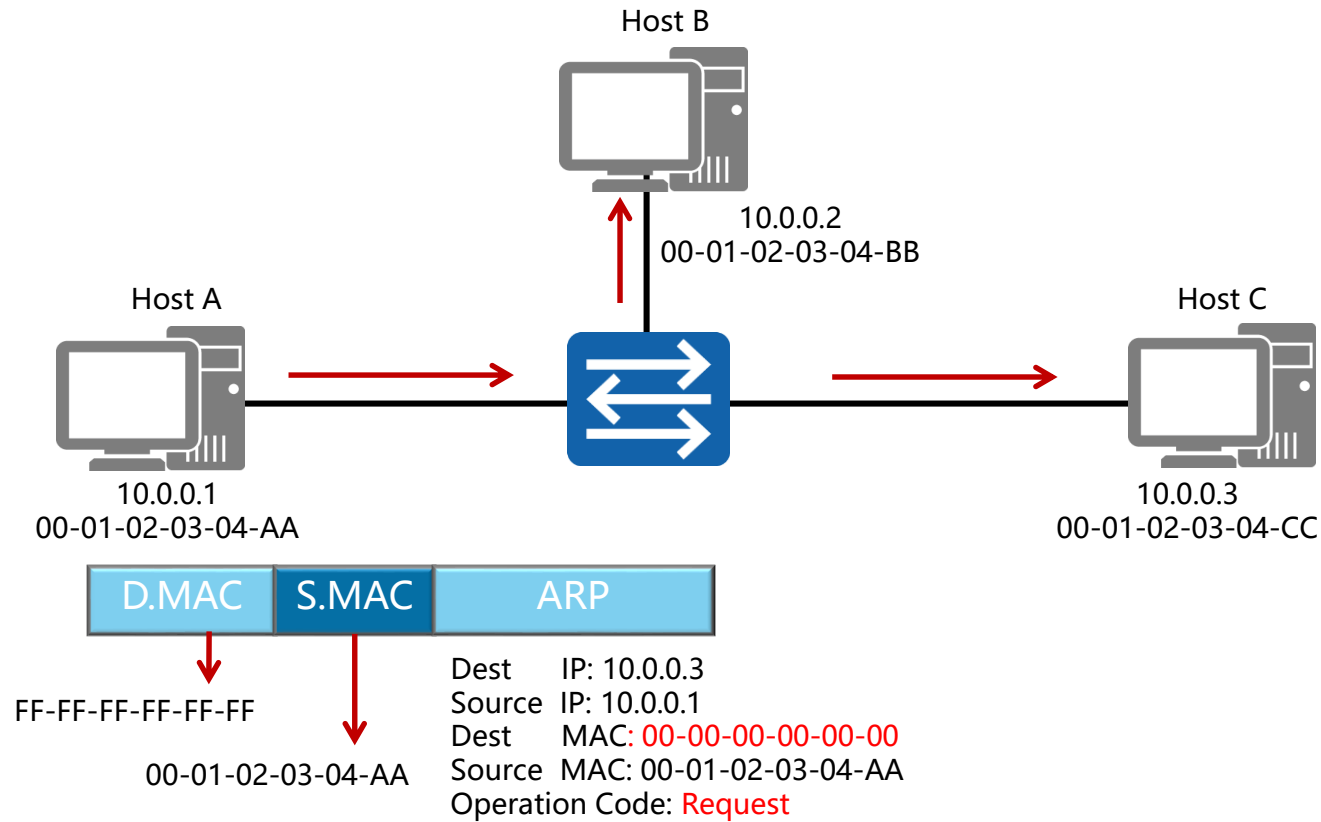 Host B
10.0.0.2
00-01-02-03-04-BB
Host A
Host C
10.0.0.1
00-01-02-03-04-AA
10.0.0.3
00-01-02-03-04-CC
D.MAC S.MAC ARP
FF-FF-FF-FF-FF-FF
00-01-02-03-04-AA
Dest IP: 10.0.0.3
Source IP: 10.0.0.1
Dest MAC: 00-00-00-00-00-00
Source MAC: 00-01-02-03-04-AA
Operation Code: Request